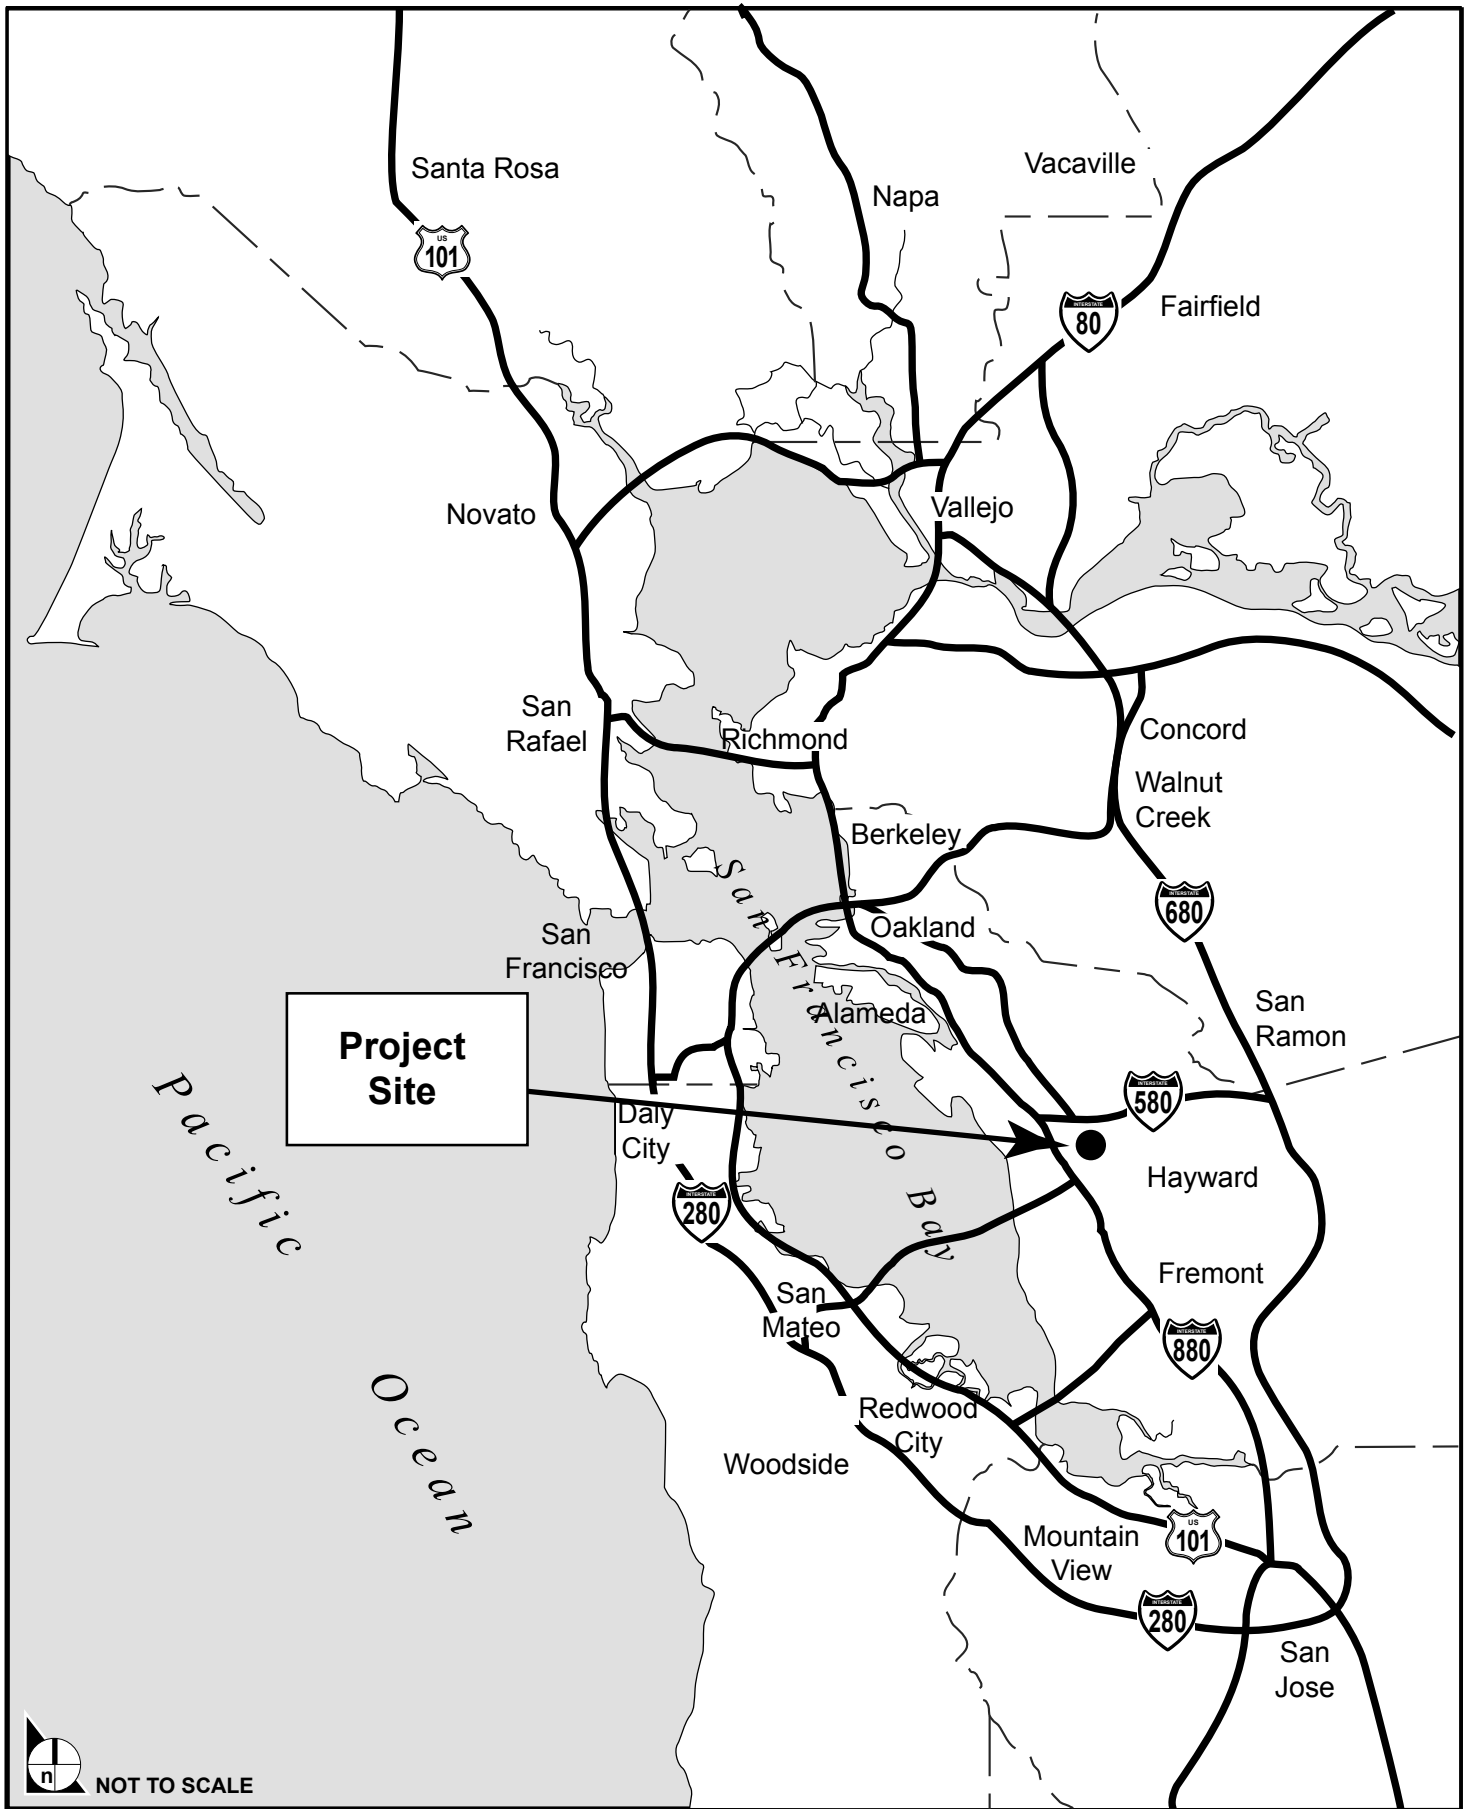 Santa Rosa
Vacaville
Napa
US
101
INTERSTATE
80
Fairfield
Novato
Vallejo
San
Rafael
Richmond
Concord
Walnut
Creek
Berkeley
INTERSTATE
680
San
Francisco
Oakland
San Francisco Bay
Alameda
San
Ramon
Project
Site
Pacific
Ocean
INTERSTATE
580
Daly
City
Hayward
INTERSTATE
280
Fremont
San
Mateo
INTERSTATE
880
Redwood
City
Woodside
Mountain
View
US
101
INTERSTATE
280
San
Jose
n
NOT TO SCALE